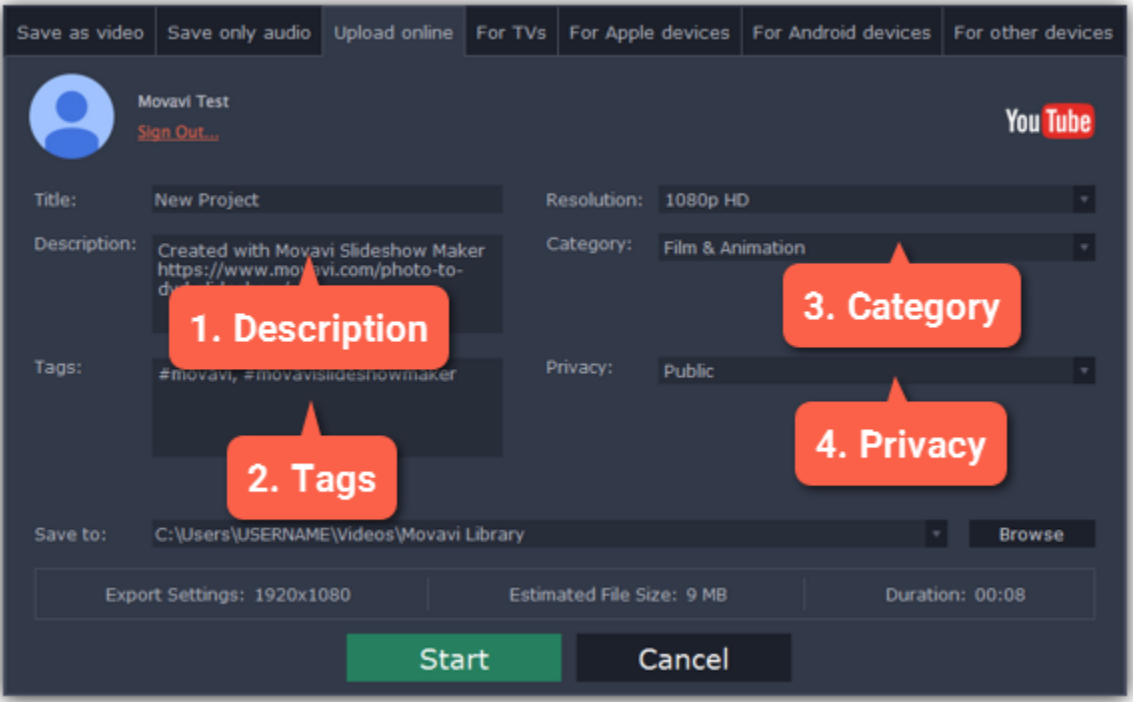 Save as video Save only audio Upload online For TVs For Apple devices For Android devices For other devices
Movavi Test
Sign Out...
YouTube
Title: New Project
Resolution: 1080p HD
Description: Created with Movavi Slideshow Maker
https://www.movavi.com/photo-to-
Category: Film & Animation
1. Description
3. Category
Tags: #movavi, #movavislideshowmaker
Privacy: Public
2. Tags
4. Privacy
Save to: C:\Users\USERNAME\Videos\Movavi Library Browse
Export Settings: 1920x1080 Estimated File Size: 9 MB Duration: 00:08
Start Cancel